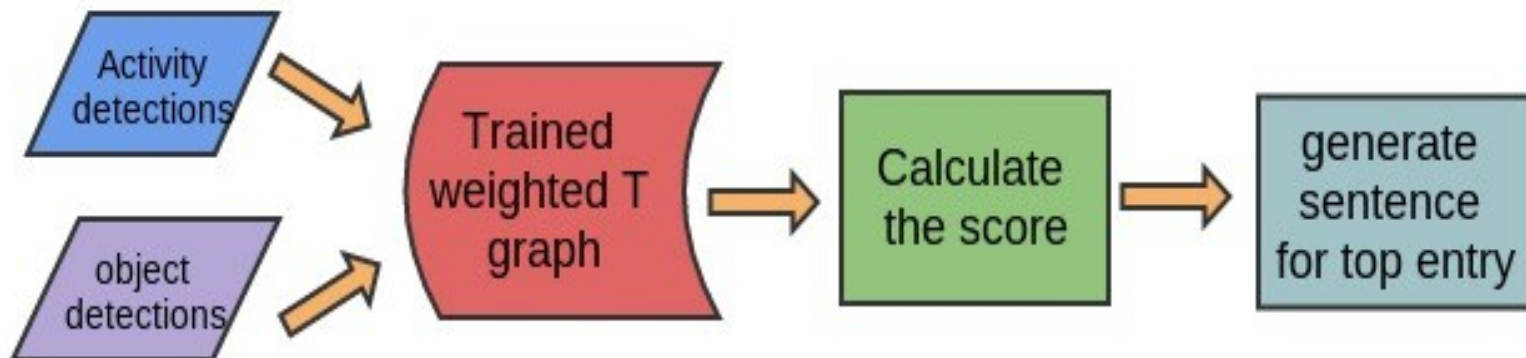 Activity
detections
object
detections
Trained
weighted T
graph
Calculate
the score
generate
sentence
for top entry